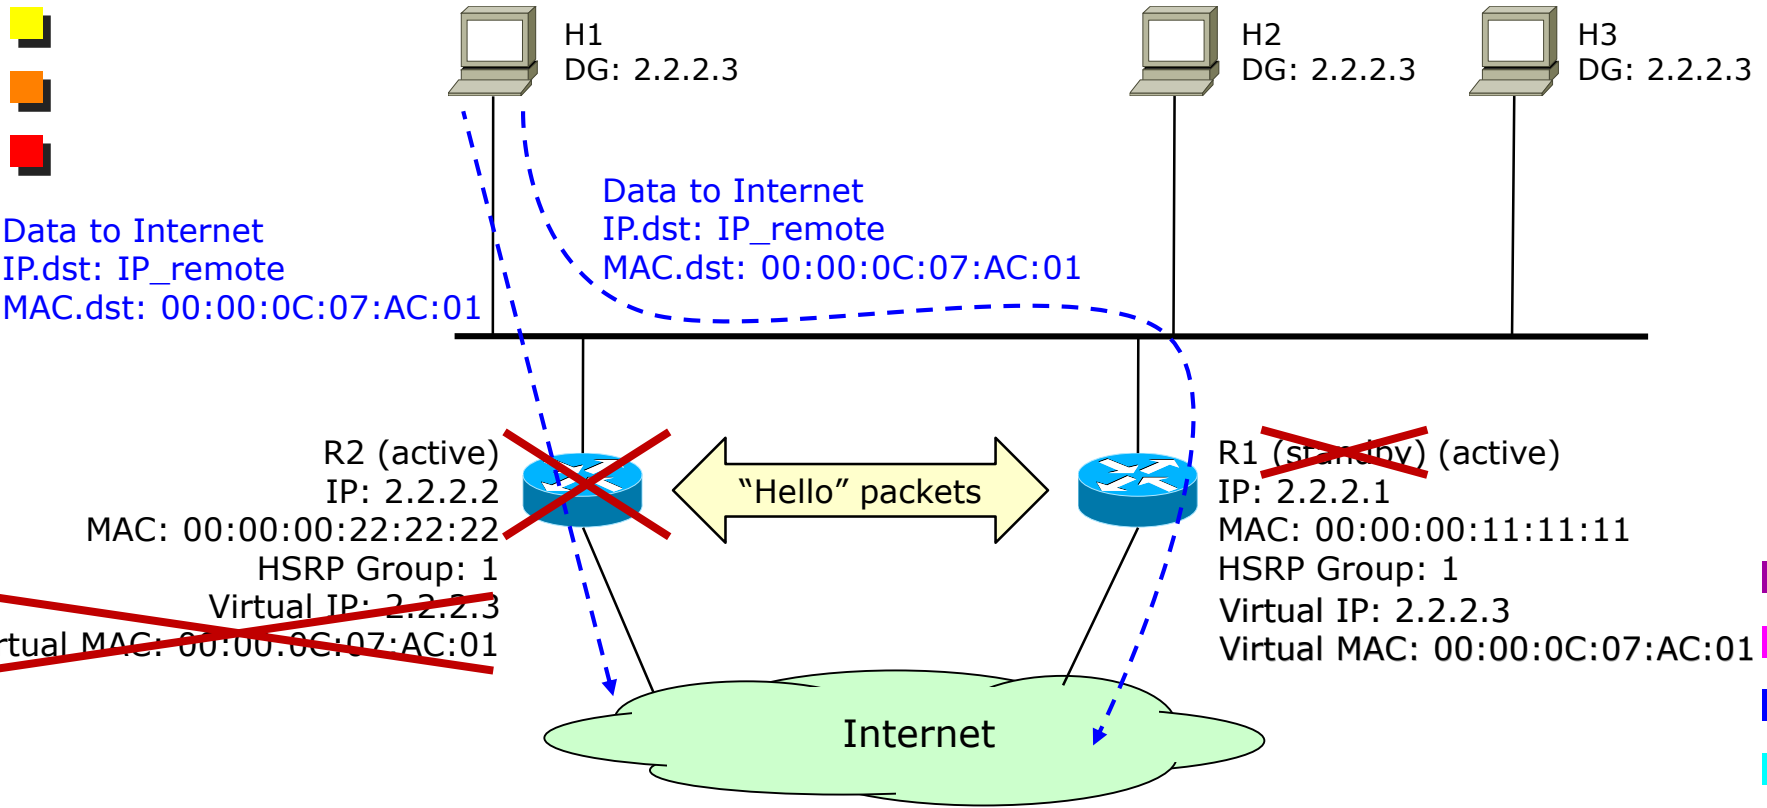 H1
DG: 2.2.2.3
H2
DG: 2.2.2.3
H3
DG: 2.2.2.3
Data to Internet
IP.dst: IP_remote
MAC.dst: 00:00:0C:07:AC:01
Data to Internet
IP.dst: IP_remote
MAC.dst: 00:00:0C:07:AC:01
R2 (active)
IP: 2.2.2.2
MAC: 00:00:00:22:22:22
HSRP Group: 1
Virtual IP: 2.2.2.3
rtual MAC: 00:00:0C:07:AC:01
“Hello” packets
R1 (standby) (active)
IP: 2.2.2.1
MAC: 00:00:00:11:11:11
HSRP Group: 1
Virtual IP: 2.2.2.3
Virtual MAC: 00:00:0C:07:AC:01
Internet